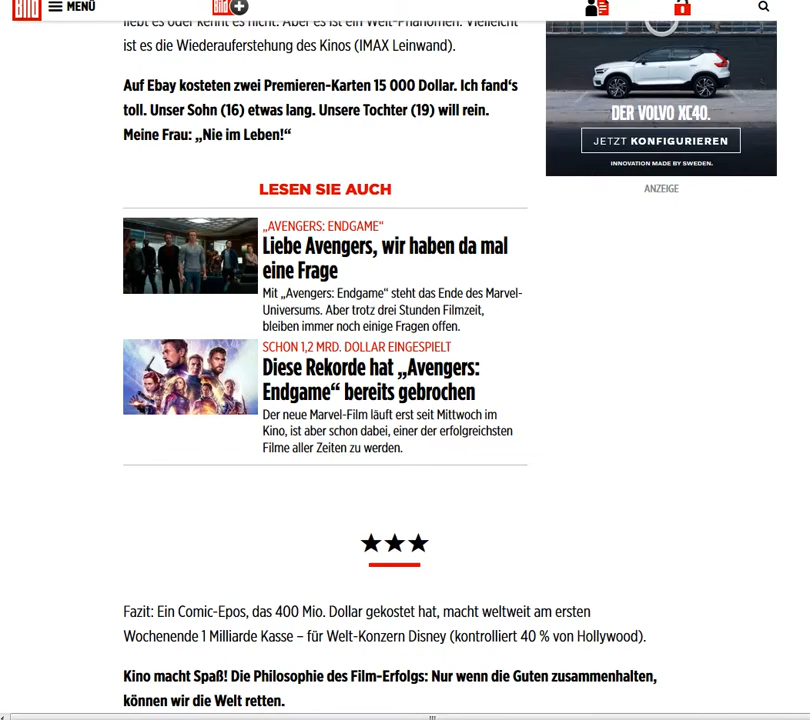 Bild
MENÜ
Bild
liebt es oder kennt es nicht. Aber es ist ein Welt-Phänomen. Vielleicht
ist es die Wiederauferstehung des Kinos (IMAX Leinwand).
Auf Ebay kosteten zwei Premieren-Karten 15 000 Dollar. Ich fand‘s
toll. Unser Sohn (16) etwas lang. Unsere Tochter (19) will rein.
Meine Frau: „Nie im Leben!“
DER VOLVO XC40.
JETZT KONFIGURIEREN
INNOVATION MADE BY SWEDEN.
ANZEIGE
LESEN SIE AUCH
„AVENGERS: ENDGAME“
Liebe Avengers, wir haben da mal
eine Frage
Mit „Avengers: Endgame“ steht das Ende des Marvel-
Universums. Aber trotz drei Stunden Filmzeit,
bleiben immer noch einige Fragen offen.
SCHON 1,2 MRD. DOLLAR EINGESPIELT
Diese Rekorde hat „Avengers:
Endgame“ bereits gebrochen
Der neue Marvel-Film läuft erst seit Mittwoch im
Kino, ist aber schon dabei, einer der erfolgreichsten
Filme aller Zeiten zu werden.
★★★
Fazit: Ein Comic-Epos, das 400 Mio. Dollar gekostet hat, macht weltweit am ersten
Wochenende 1 Milliarde Kasse – für Welt-Konzern Disney (kontrolliert 40 % von Hollywood).
Kino macht Spaß! Die Philosophie des Film-Erfolgs: Nur wenn die Guten zusammenhalten,
können wir die Welt retten.